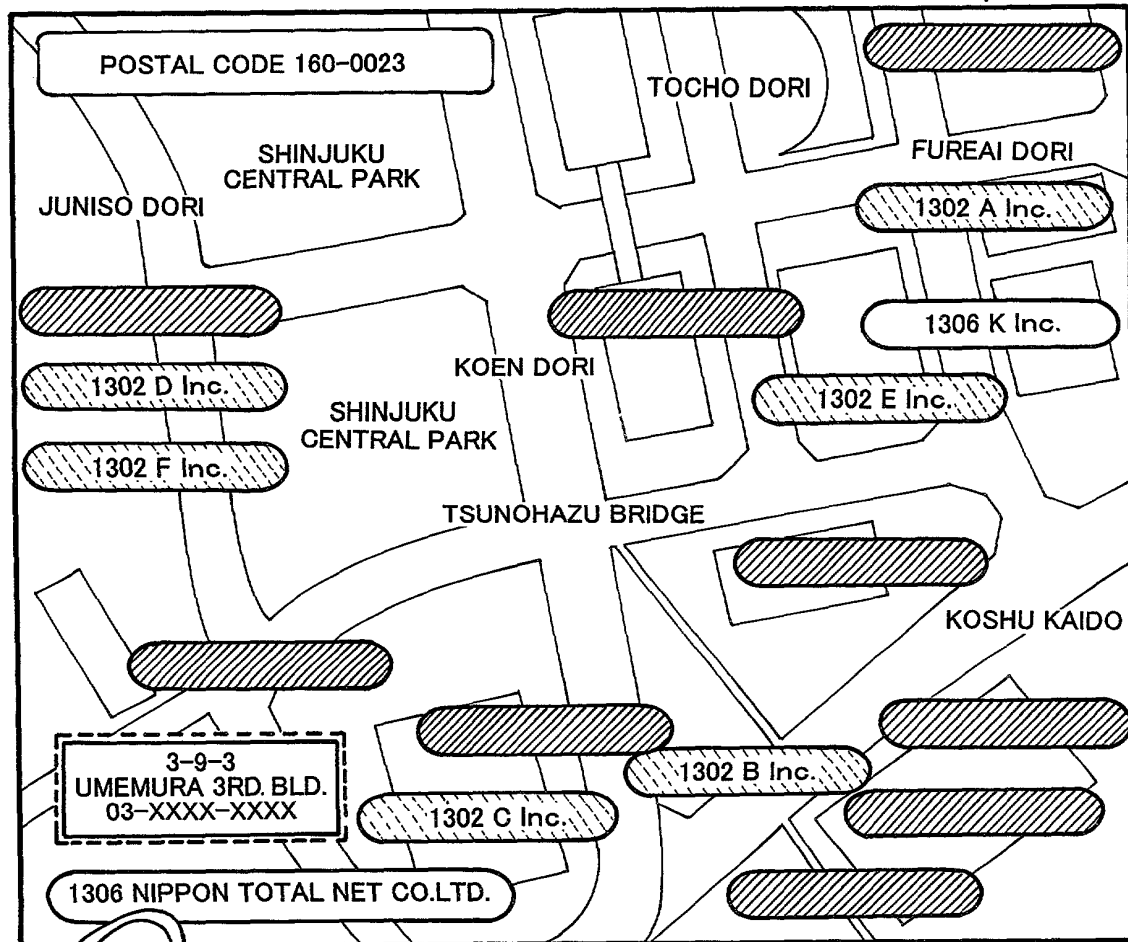 POSTAL CODE 160-0023
TOCHO DORI
SHINJUKU
CENTRAL PARK
FUREAI DORI
JUNISO DORI
1302 A Inc.
1306 K Inc.
KOEN DORI
1302 D Inc.
1302 E Inc.
SHINJUKU
CENTRAL PARK
1302 F Inc.
TSUNOHAZU BRIDGE
KOSHU KAIDO
3-9-3
UMEMURA 3RD. BLD.
03-XXXX-XXXX
1302 B Inc.
1302 C Inc.
1306 NIPPON TOTAL NET CO.LTD.